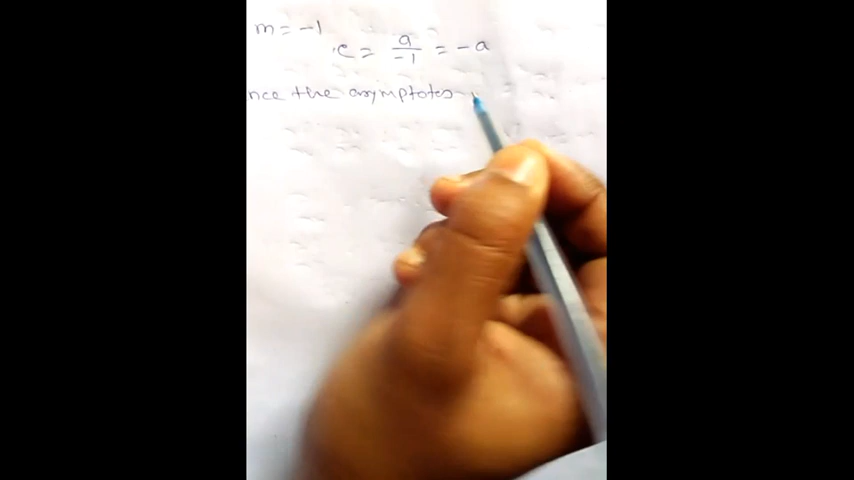 m = -1
c = a/-1 = -a
nce the asymptotes